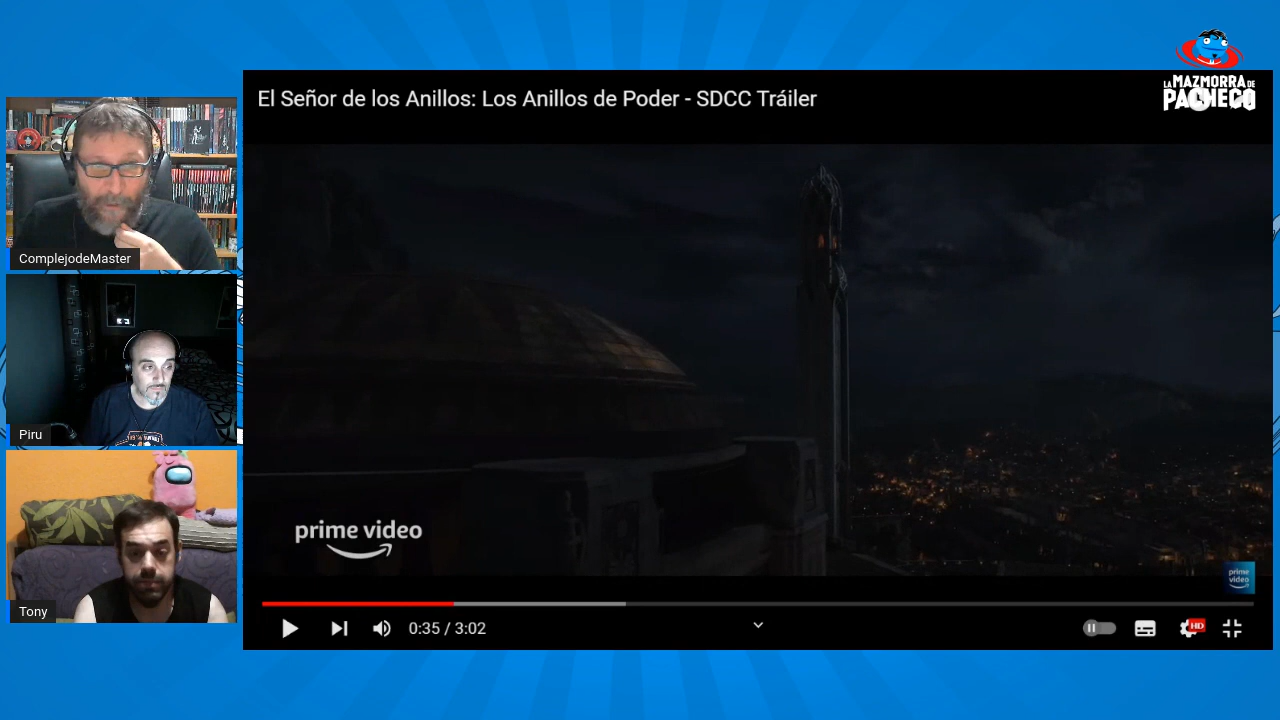 El Señor de los Anillos: Los Anillos de Poder - SDCC Tráiler
LA MAZMORRA DE
PACHECO
ComplejodeMaster
Piru
Tony
prime video
prime
video
0:35 / 3:02
HD